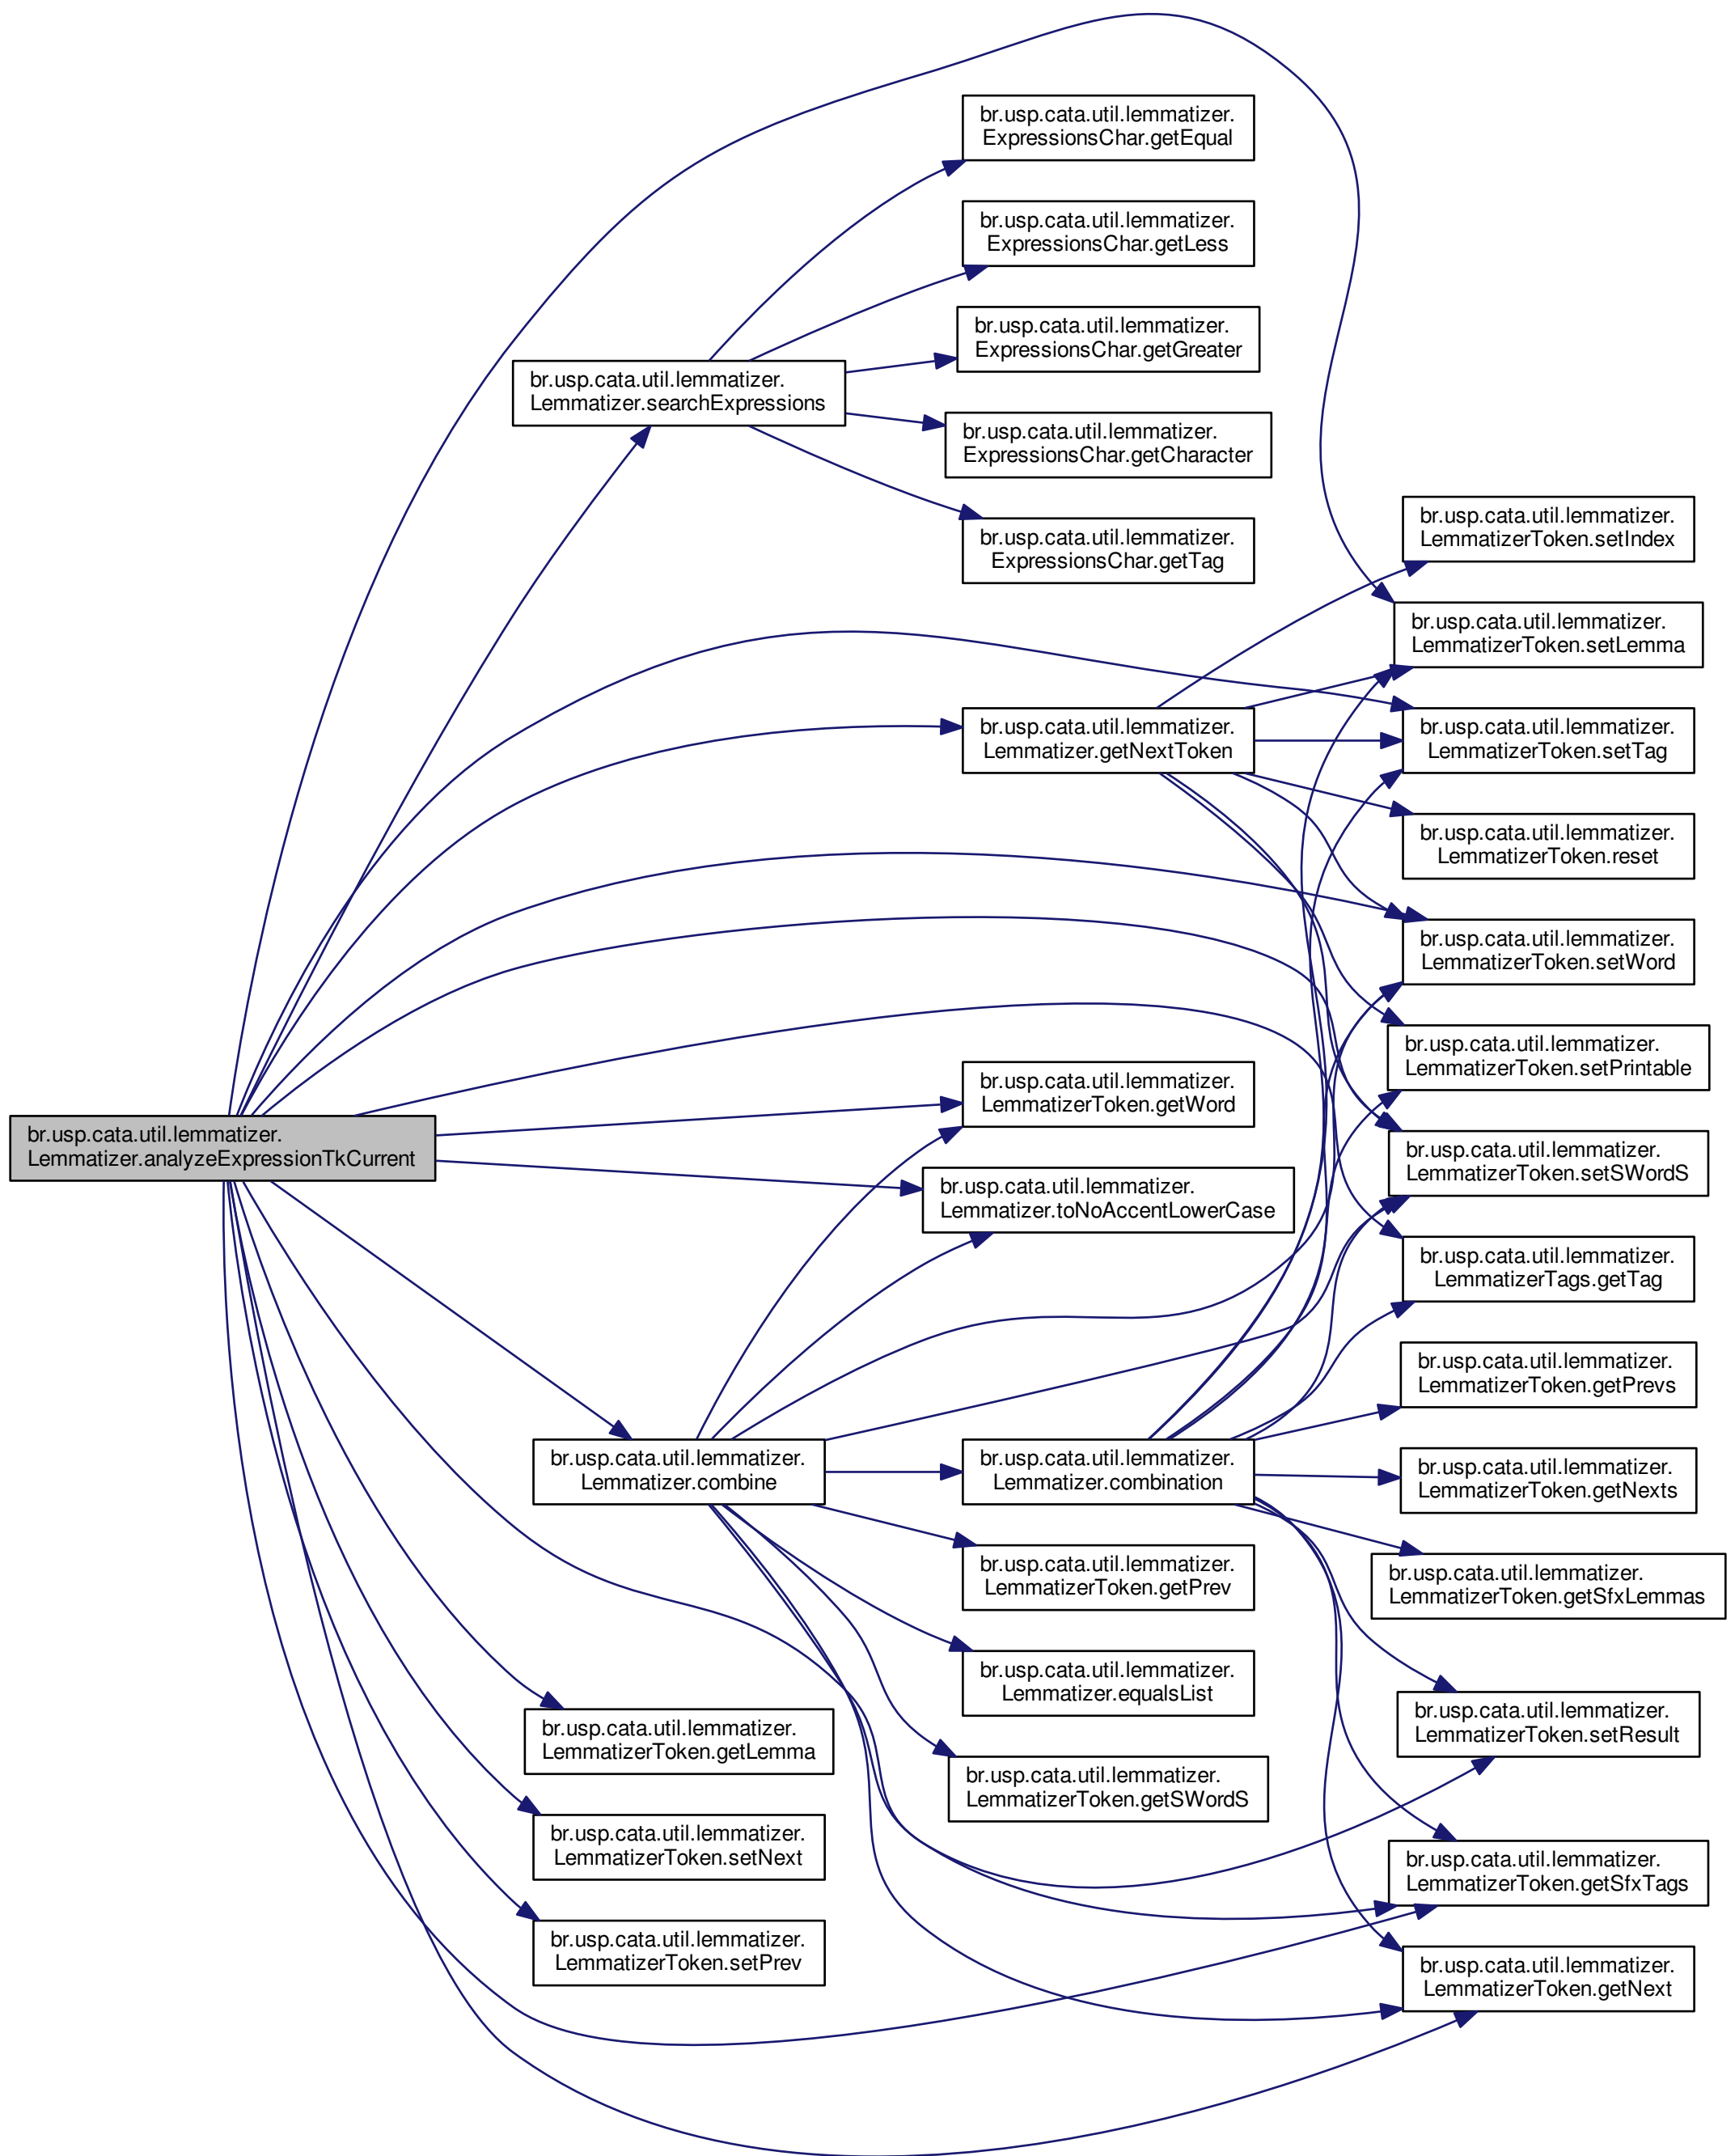 br.usp.cata.util.lemmatizer.
ExpressionsChar.getEqual
br.usp.cata.util.lemmatizer.
ExpressionsChar.getLess
br.usp.cata.util.lemmatizer.
ExpressionsChar.getGreater
br.usp.cata.util.lemmatizer.
Lemmatizer.searchExpressions
br.usp.cata.util.lemmatizer.
ExpressionsChar.getCharacter
br.usp.cata.util.lemmatizer.
ExpressionsChar.getTag
br.usp.cata.util.lemmatizer.
LemmatizerToken.setIndex
br.usp.cata.util.lemmatizer.
LemmatizerToken.setLemma
br.usp.cata.util.lemmatizer.
Lemmatizer.getNextToken
br.usp.cata.util.lemmatizer.
LemmatizerToken.setTag
br.usp.cata.util.lemmatizer.
LemmatizerToken.reset
br.usp.cata.util.lemmatizer.
LemmatizerToken.setWord
br.usp.cata.util.lemmatizer.
LemmatizerToken.setPrintable
br.usp.cata.util.lemmatizer.
LemmatizerToken.getWord
br.usp.cata.util.lemmatizer.
Lemmatizer.analyzeExpressionTkCurrent
br.usp.cata.util.lemmatizer.
LemmatizerToken.setSWordS
br.usp.cata.util.lemmatizer.
Lemmatizer.toNoAccentLowerCase
br.usp.cata.util.lemmatizer.
LemmatizerTags.getTag
br.usp.cata.util.lemmatizer.
LemmatizerToken.getPrevs
br.usp.cata.util.lemmatizer.
Lemmatizer.combine
br.usp.cata.util.lemmatizer.
Lemmatizer.combination
br.usp.cata.util.lemmatizer.
LemmatizerToken.getNexts
br.usp.cata.util.lemmatizer.
LemmatizerToken.getPrev
br.usp.cata.util.lemmatizer.
LemmatizerToken.getSfxLemmas
br.usp.cata.util.lemmatizer.
Lemmatizer.equalsList
br.usp.cata.util.lemmatizer.
LemmatizerToken.setResult
br.usp.cata.util.lemmatizer.
LemmatizerToken.getLemma
br.usp.cata.util.lemmatizer.
LemmatizerToken.getSWordS
br.usp.cata.util.lemmatizer.
LemmatizerToken.setNext
br.usp.cata.util.lemmatizer.
LemmatizerToken.getSfxTags
br.usp.cata.util.lemmatizer.
LemmatizerToken.setPrev
br.usp.cata.util.lemmatizer.
LemmatizerToken.getNext